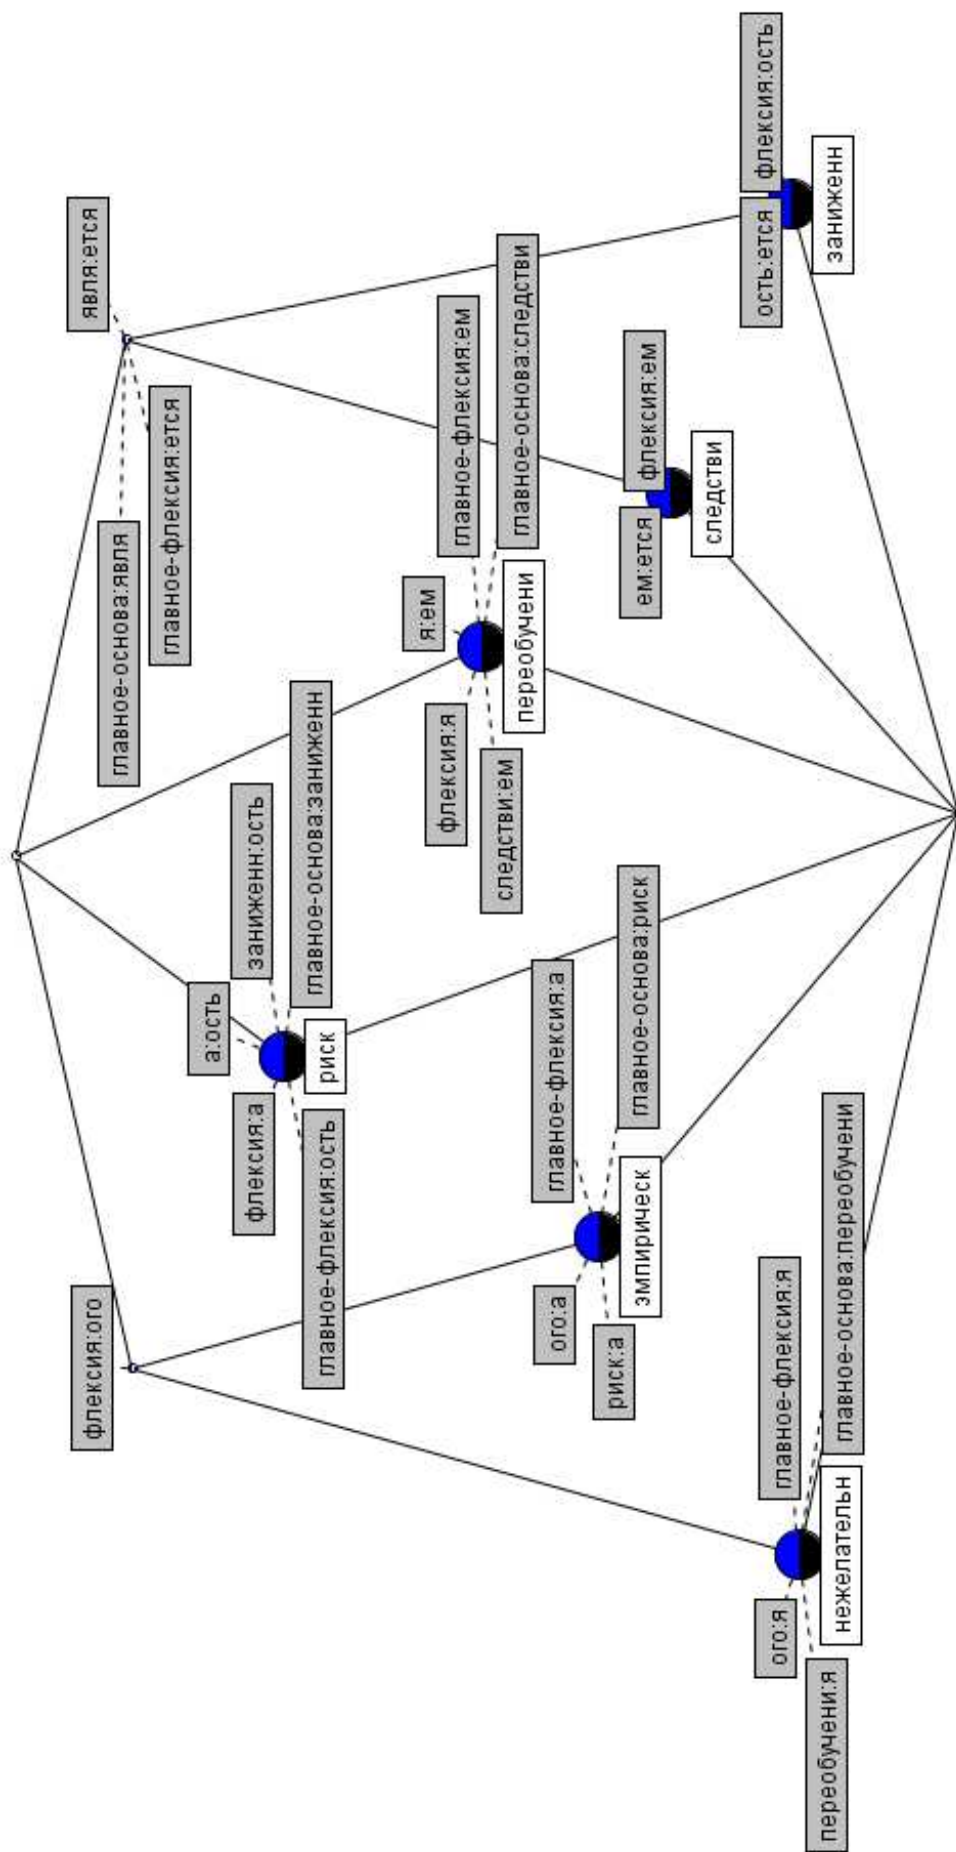 флексия:ого
явля:ется
главное-основа:явля
главное-флексия:ется
а:ость
заниженн:ость
флексия:а
главное-основа:заниженн
главное-флексия:ость
риск
я:ем
главное-флексия:ем
флексия:я
главное-основа:следстви
следстви:ем
переобучени
главное-флексия:а
ого:а
главное-основа:риск
риск:а
эмпирическ
флексия:ем
ем:ется
следстви
флексия:ость
ость:ется
заниженн
главное-флексия:я
ого:я
главное-основа:переобучени
переобучени:я
нежелательн